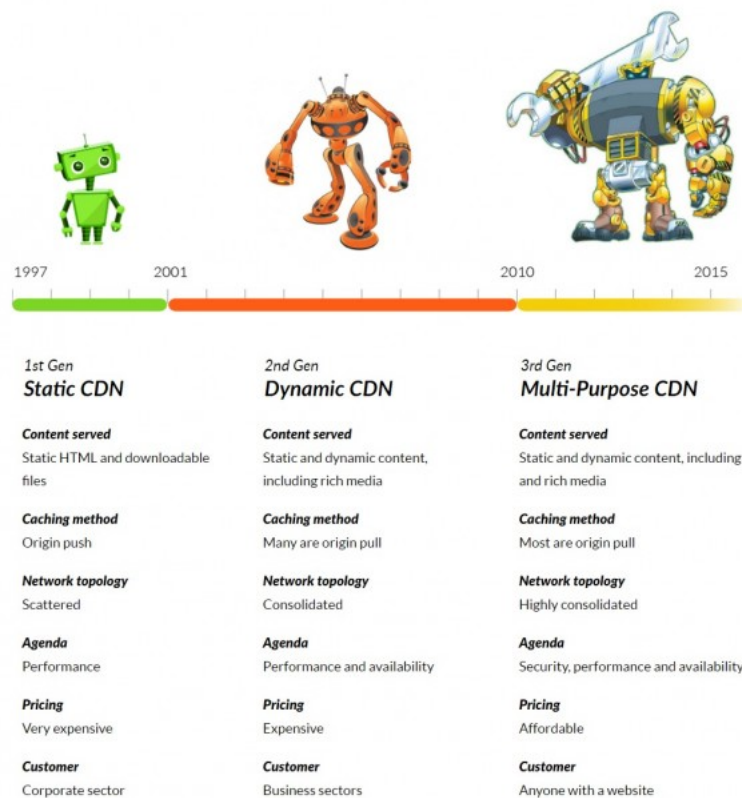 1997
2001
2010
2015
1st Gen
Static CDN
Content served
Static HTML and downloadable
files
Caching method
Origin push
Network topology
Scattered
Agenda
Performance
Pricing
Very expensive
Customer
Corporate sector
2nd Gen
Dynamic CDN
Content served
Static and dynamic content,
including rich media
Caching method
Many are origin pull
Network topology
Consolidated
Agenda
Performance and availability
Pricing
Expensive
Customer
Business sectors
3rd Gen
Multi-Purpose CDN
Content served
Static and dynamic content, including
and rich media
Caching method
Most are origin pull
Network topology
Highly consolidated
Agenda
Security, performance and availability
Pricing
Affordable
Customer
Anyone with a website